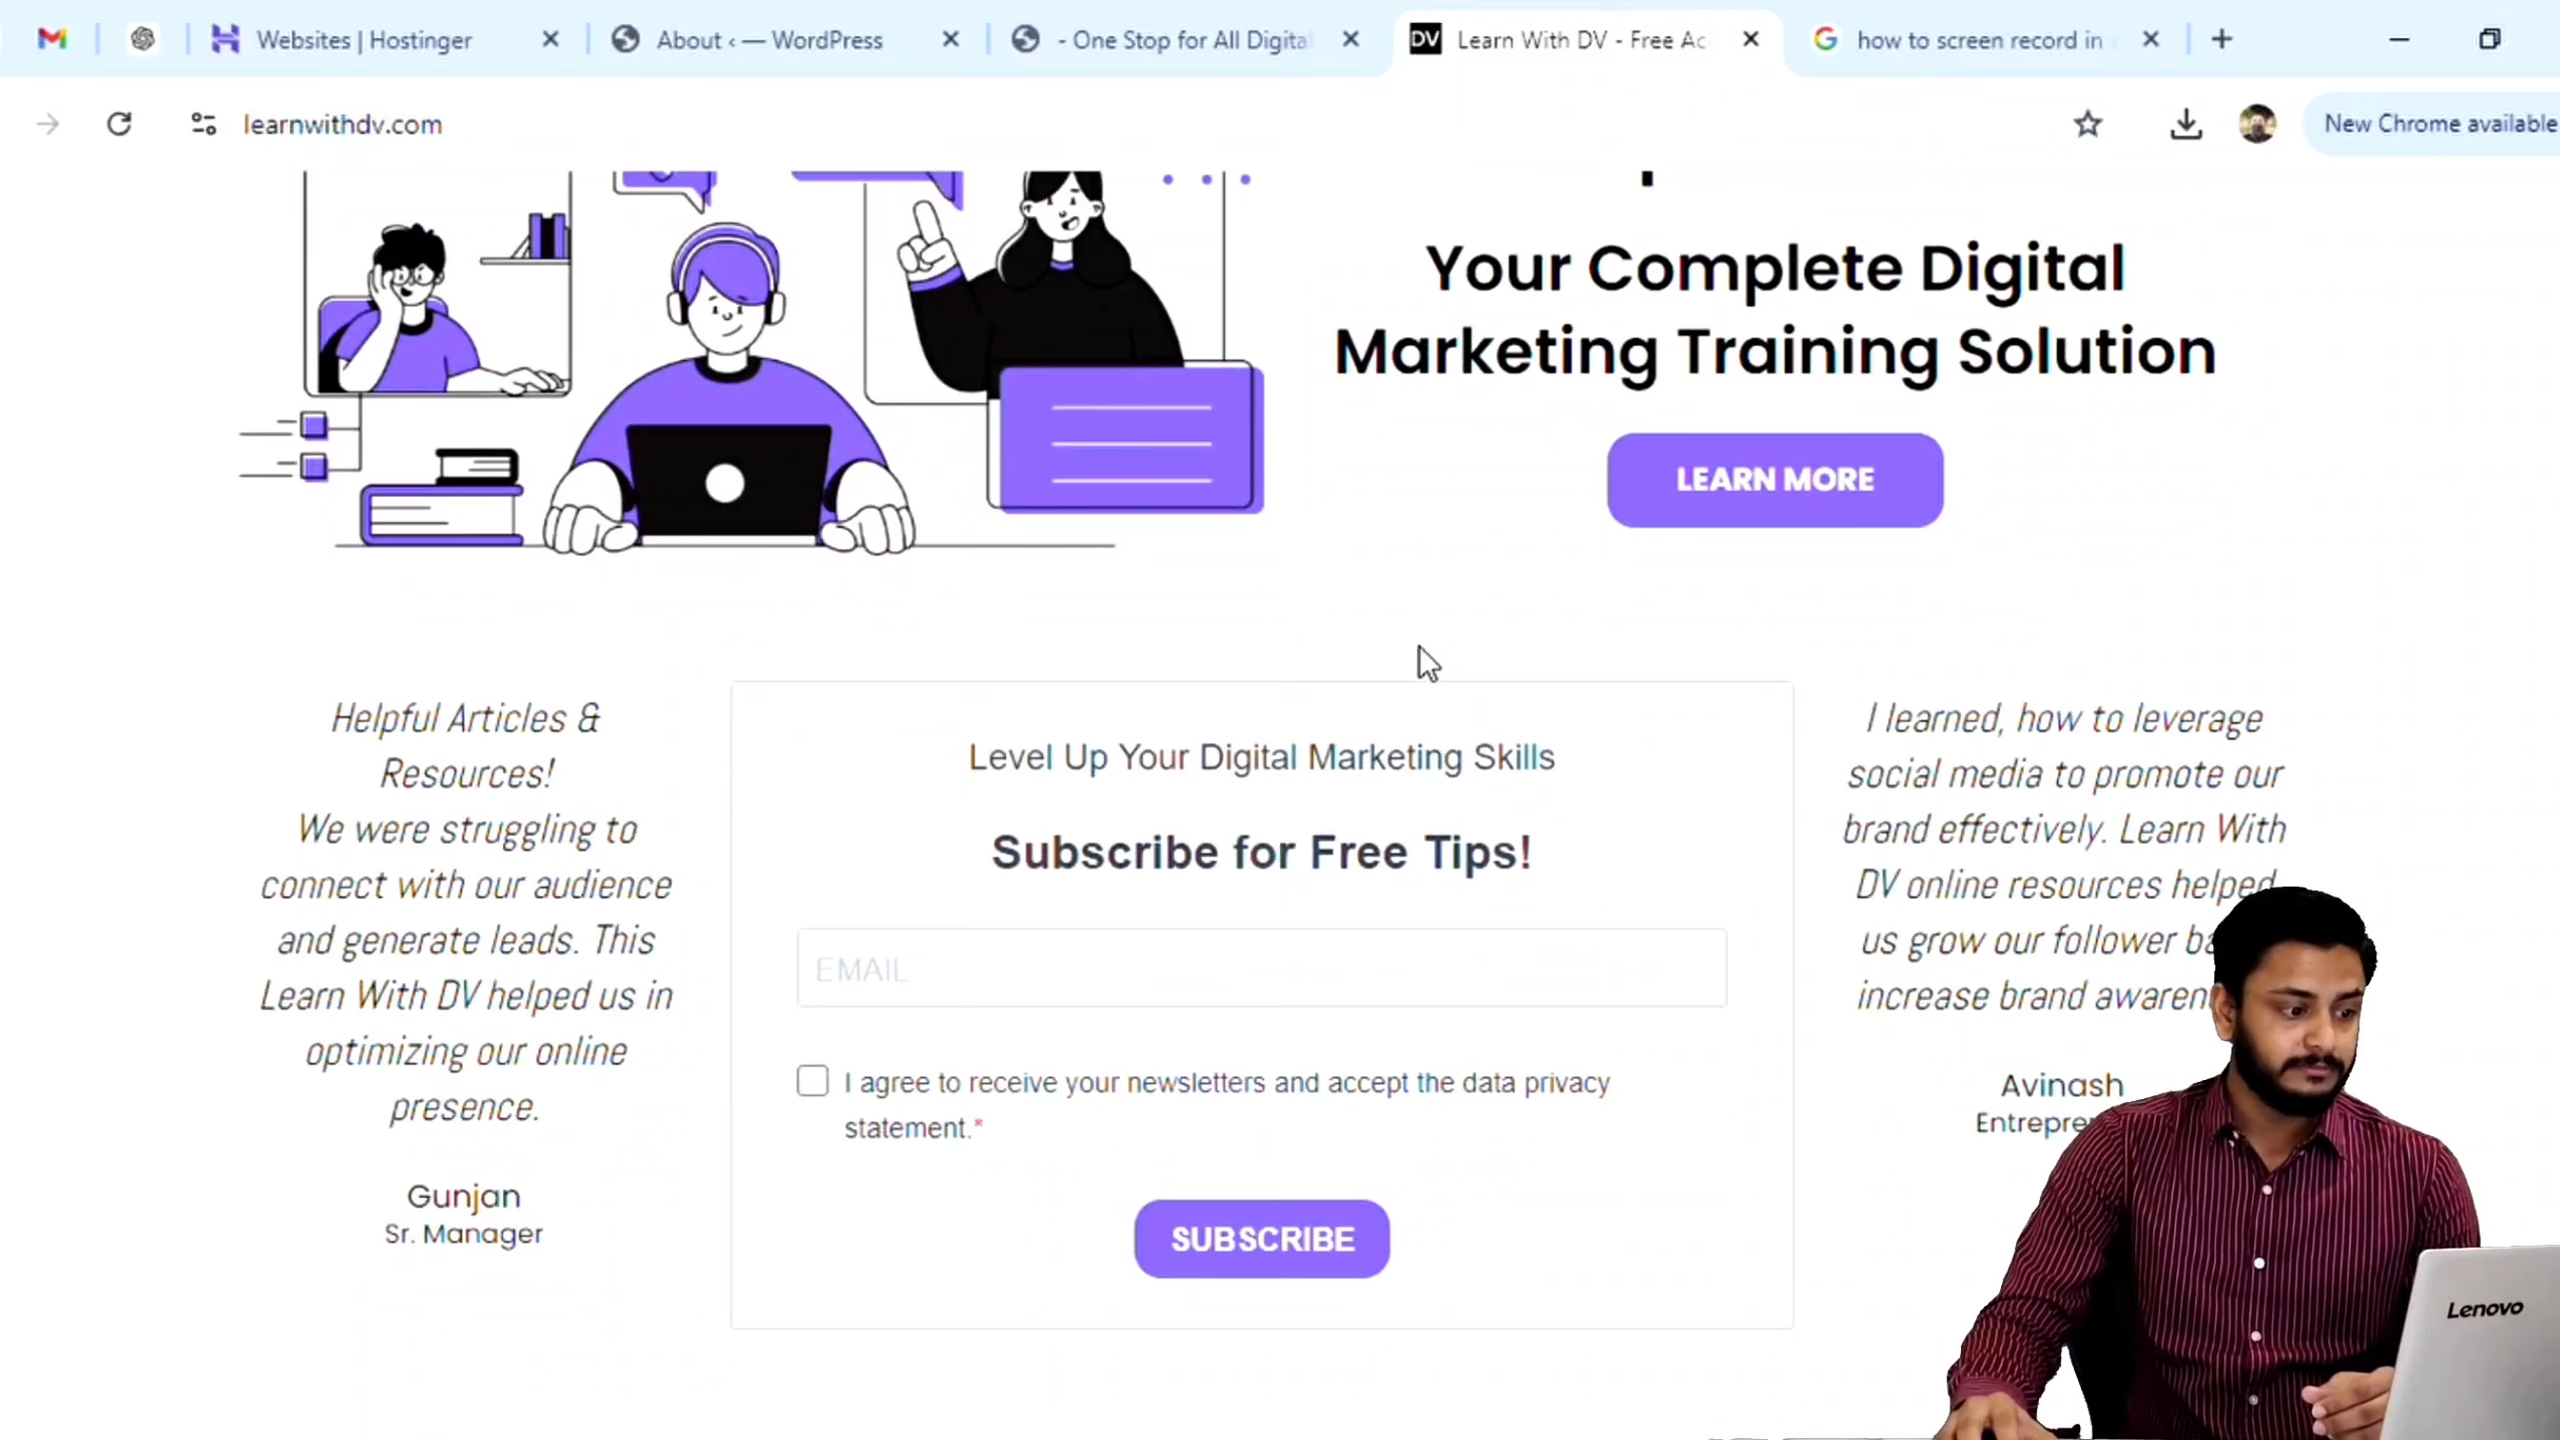 Websites | Hostinger
About ‹ — WordPress
- One Stop for All Digital
DV
Learn With DV - Free Ac
how to screen record in
learnwithdv.com
New Chrome available
Your Complete Digital
Marketing Training Solution
LEARN MORE
Helpful Articles &
Resources!
We were struggling to
connect with our audience
and generate leads. This
Learn With DV helped us in
optimizing our online
presence.
Gunjan
Sr. Manager
Level Up Your Digital Marketing Skills
Subscribe for Free Tips!
EMAIL
I agree to receive your newsletters and accept the data privacy
statement.*
SUBSCRIBE
I learned, how to leverage
social media to promote our
brand effectively. Learn With
DV online resources helped
us grow our follower
increase brand
Avinash
Lenovo